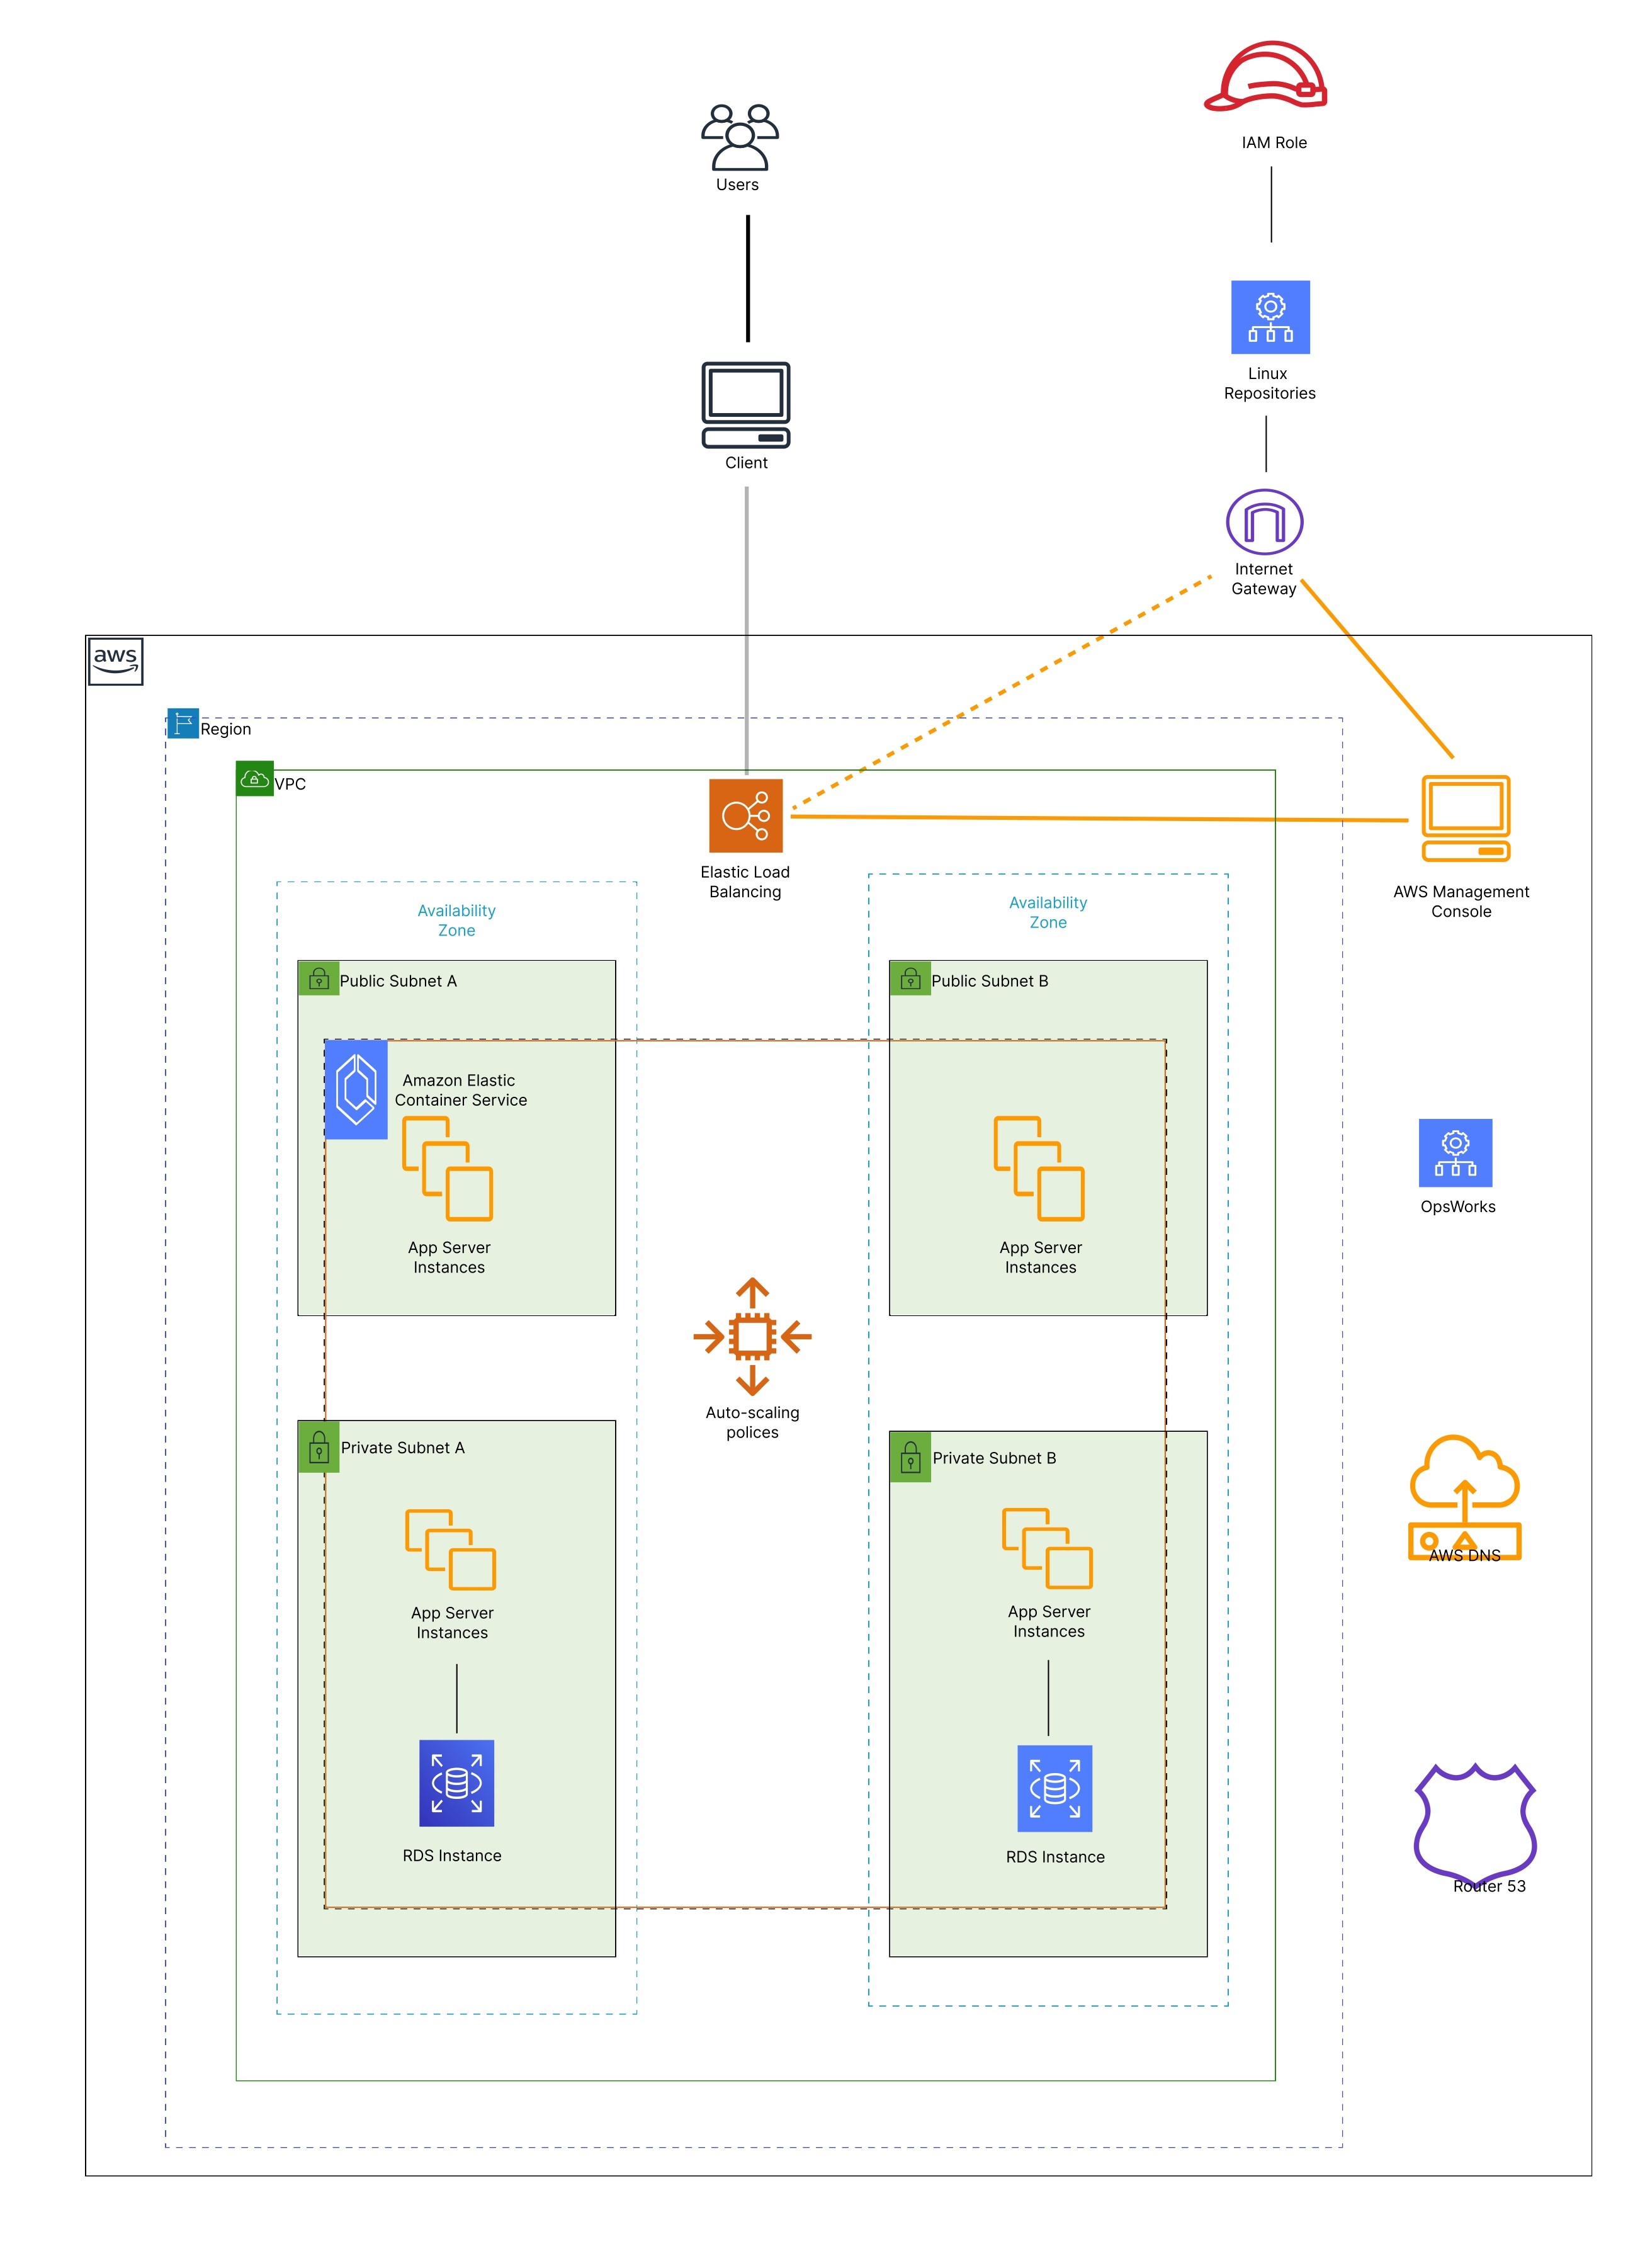 IAM Role
Users
Linux
Repositories
Client
Internet
Gateway
aws
Region
VPC
Elastic Load
Balancing
AWS Management
Console
Availability
Zone
Availability
Zone
Public Subnet A
Public Subnet B
Amazon Elastic
Container Service
App Server
Instances
App Server
Instances
OpsWorks
Auto-scaling
polices
Private Subnet A
Private Subnet B
AWS DNS
App Server
Instances
App Server
Instances
RDS Instance
RDS Instance
Router 53